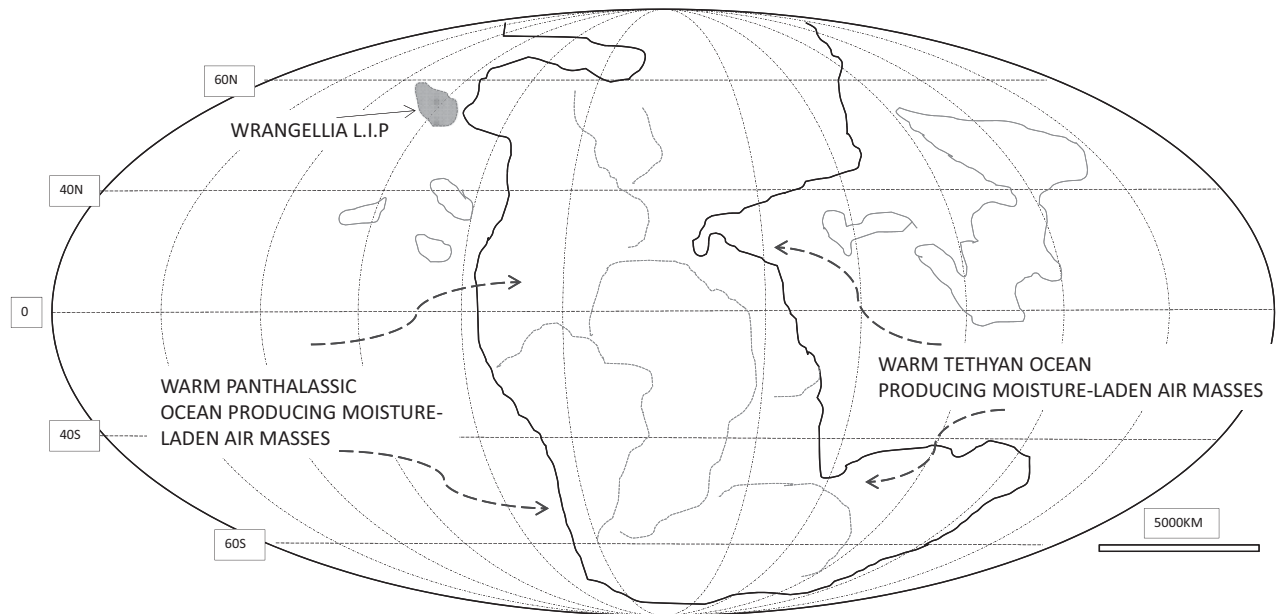 60N
WRANGELLIA L.I.P
40N
0
WARM PANTHALASSIC
OCEAN PRODUCING MOISTURE-
LADEN AIR MASSES
WARM TETHYAN OCEAN
PRODUCING MOISTURE-LADEN AIR MASSES
40S
60S
5000KM